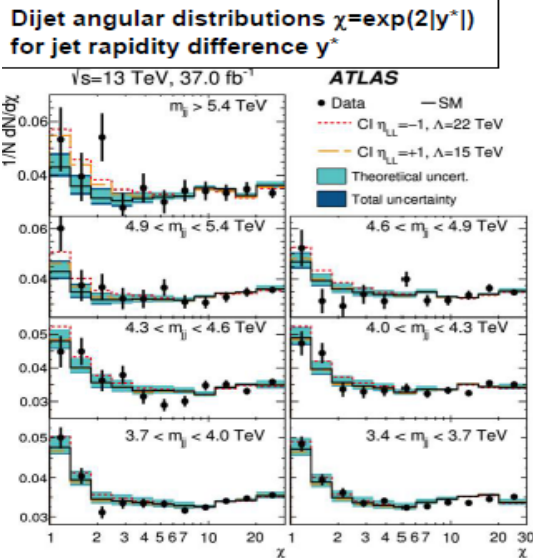 Dijet angular distributions χ=exp(2|y*|)
for jet rapidity difference y*
√s=13 TeV, 37.0 fb⁻¹
ATLAS
m_jj > 5.4 TeV
Data
SM
CI η_LL=−1, Λ=22 TeV
CI η_LL=+1, Λ=15 TeV
Theoretical uncert.
Total uncertainty
1/N dN/dχ
0.06
0.04
4.9 < m_jj < 5.4 TeV
4.6 < m_jj < 4.9 TeV
0.06
0.04
4.3 < m_jj < 4.6 TeV
4.0 < m_jj < 4.3 TeV
0.05
0.04
0.03
3.7 < m_jj < 4.0 TeV
3.4 < m_jj < 3.7 TeV
0.05
0.04
0.03
1 2 3 4 5 6 7 10 20 1 2 3 4 5 6 7 10 20 30
χ χ